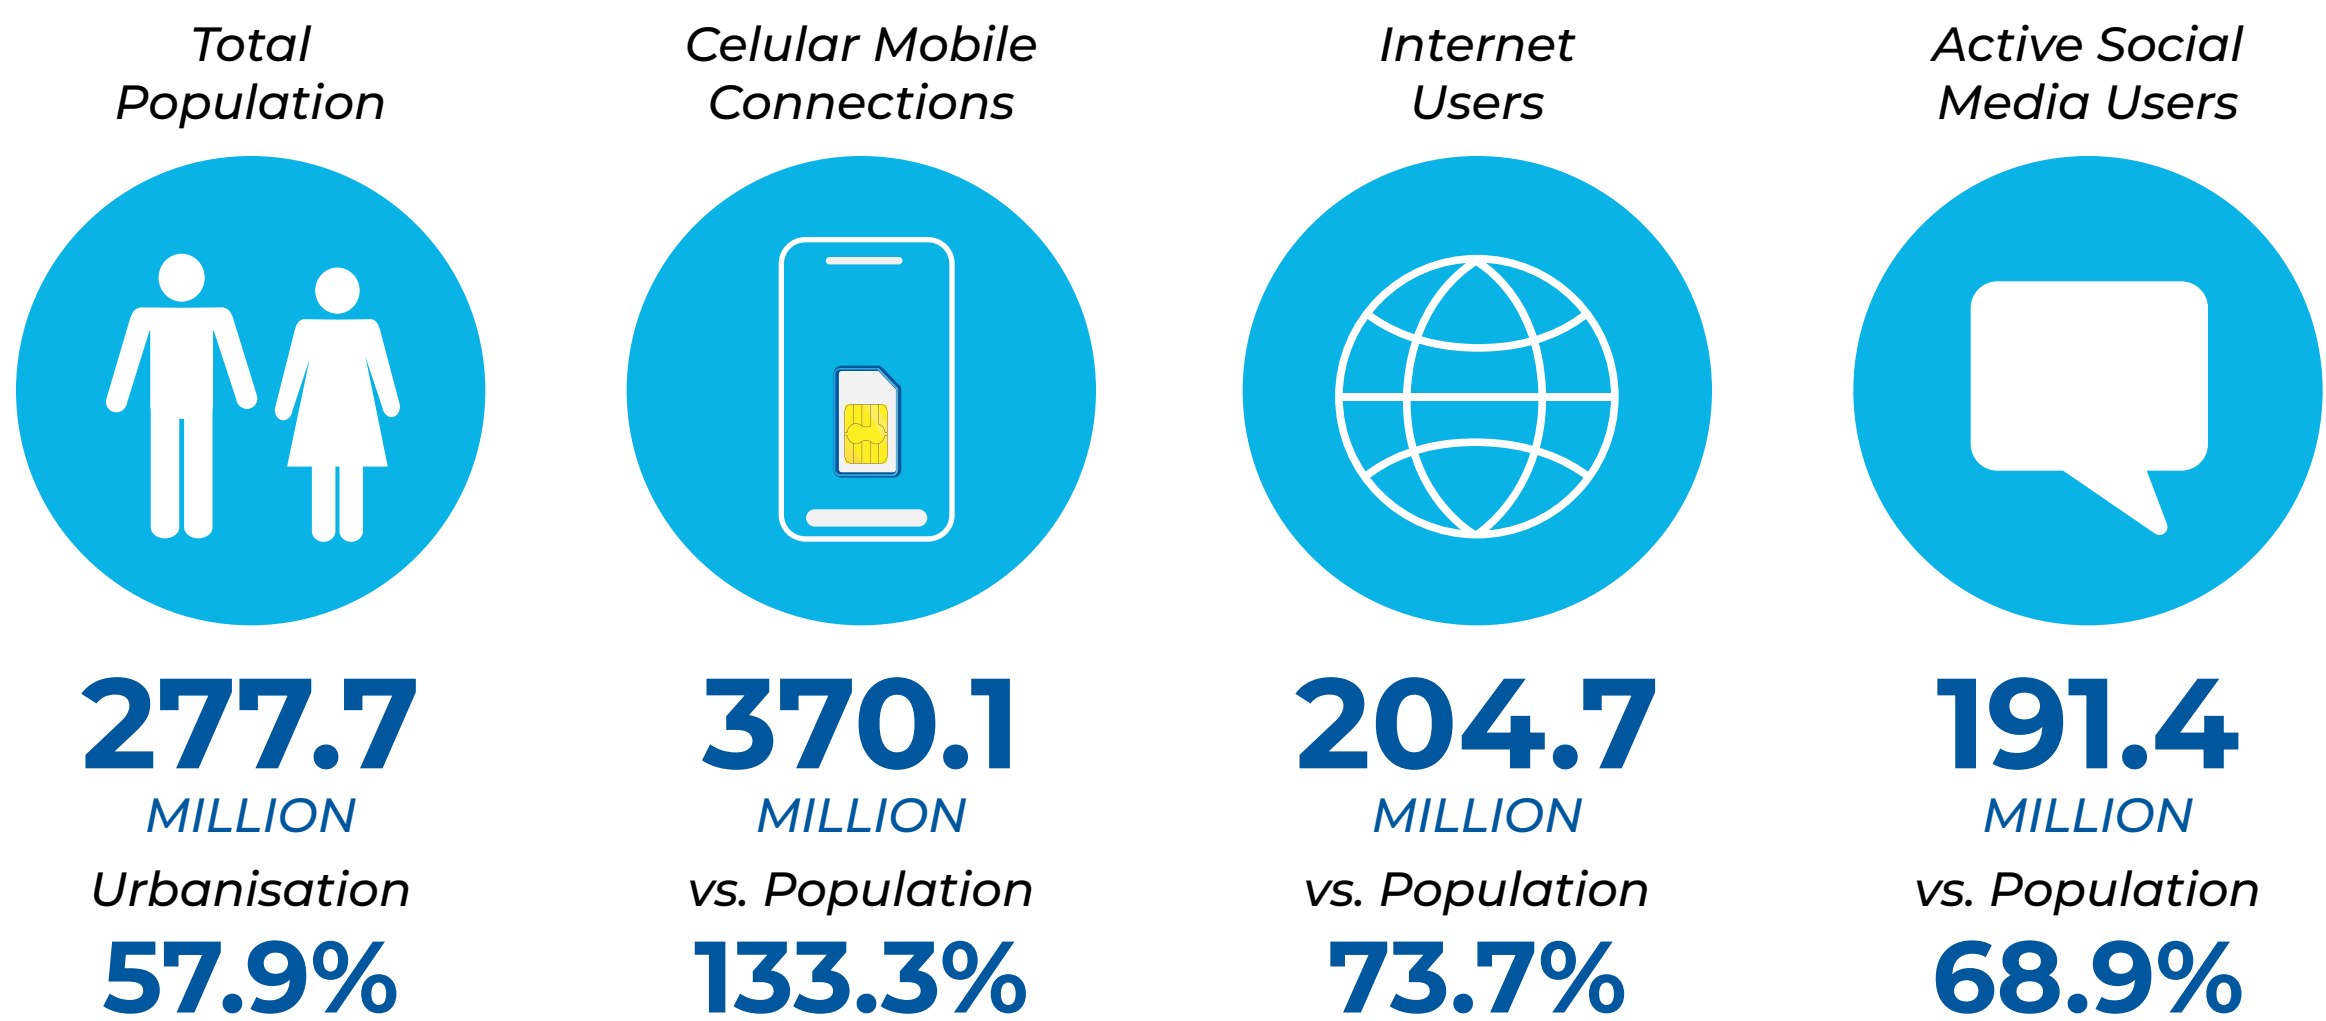 Total
Population
277.7
MILLION
Urbanisation
57.9%
Celular Mobile
Connections
370.1
MILLION
vs. Population
133.3%
Internet
Users
204.7
MILLION
vs. Population
73.7%
Active Social
Media Users
191.4
MILLION
vs. Population
68.9%